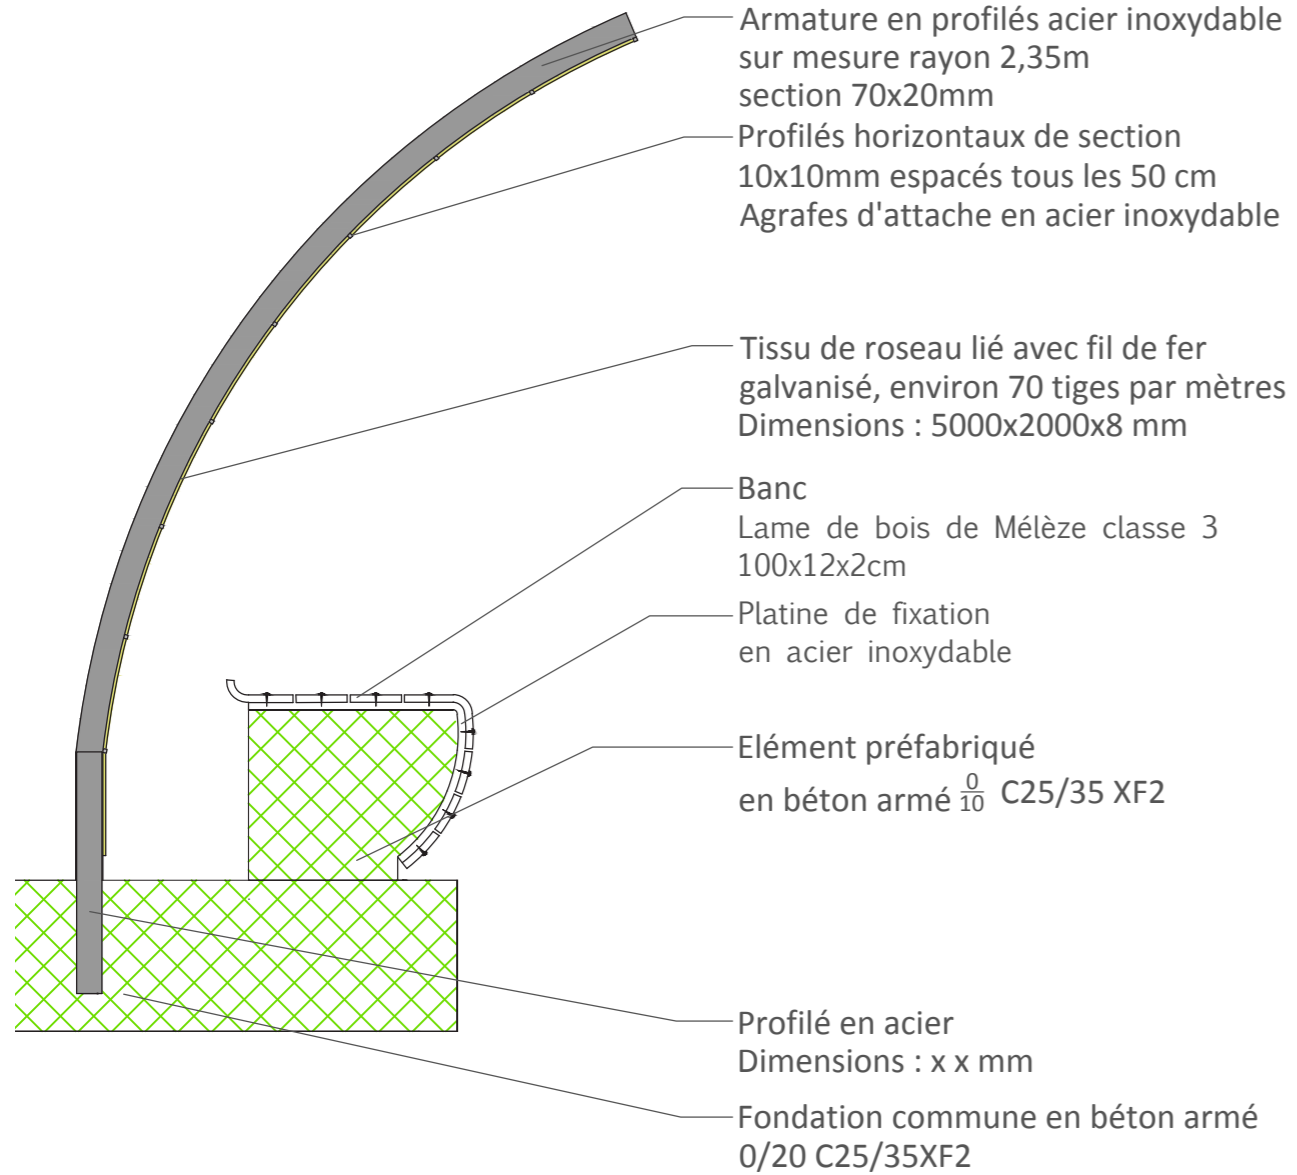 Armature en profilés acier inoxydable
sur mesure rayon 2,35m
section 70x20mm
Profilés horizontaux de section
10x10mm espacés tous les 50 cm
Agrafes d'attache en acier inoxydable
Tissu de roseau lié avec fil de fer
galvanisé, environ 70 tiges par mètres
Dimensions : 5000x2000x8 mm
Banc
Lame de bois de Mélèze classe 3
100x12x2cm
Platine de fixation
en acier inoxydable
Elément préfabriqué
en béton armé 0/10 C25/35 XF2
Profilé en acier
Dimensions : x x mm
Fondation commune en béton armé
0/20 C25/35XF2